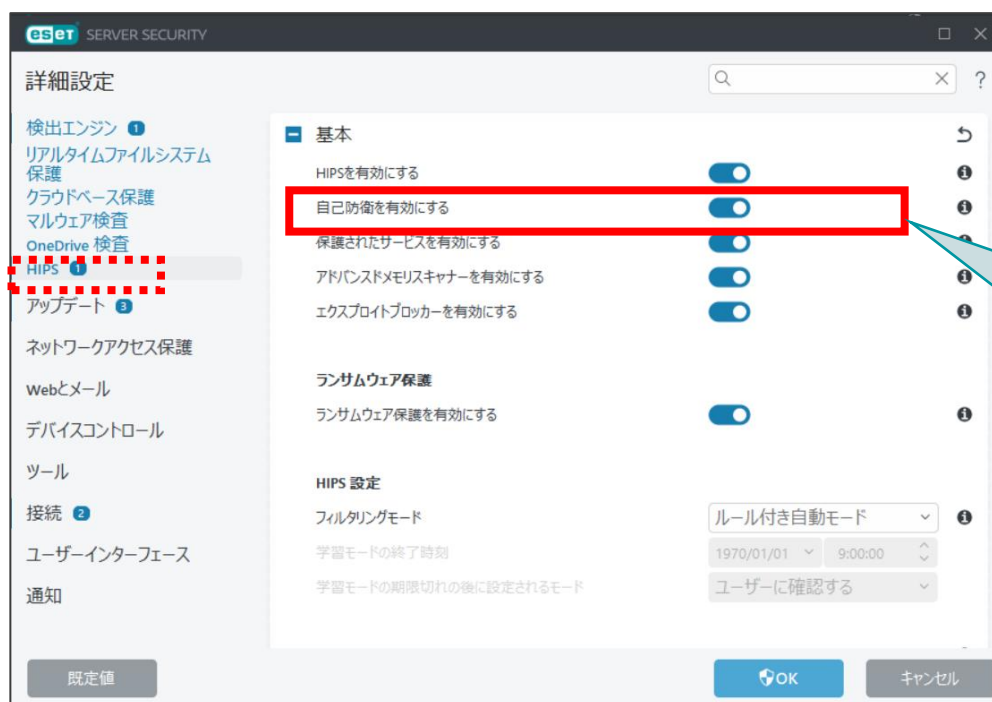 eset SERVER SECURITY
詳細設定
?
検出エンジン 1
リアルタイムファイルシステム
保護
クラウドベース保護
マルウェア検査
OneDrive 検査
HIPS 1
アップデート 3
ネットワークアクセス保護
Webとメール
デバイスコントロール
ツール
接続 2
ユーザーインターフェース
通知
基本
HIPSを有効にする
自己防衛を有効にする
保護されたサービスを有効にする
アドバンスドメモリスキャナーを有効にする
エクスプロイトブロッカーを有効にする
ランサムウェア保護
ランサムウェア保護を有効にする
HIPS 設定
フィルタリングモード ルール付き自動モード
学習モードの終了時刻 1970/01/01 9:00:00
学習モードの期限切れの後に設定されるモード ユーザーに確認する
既定値 OK キャンセル